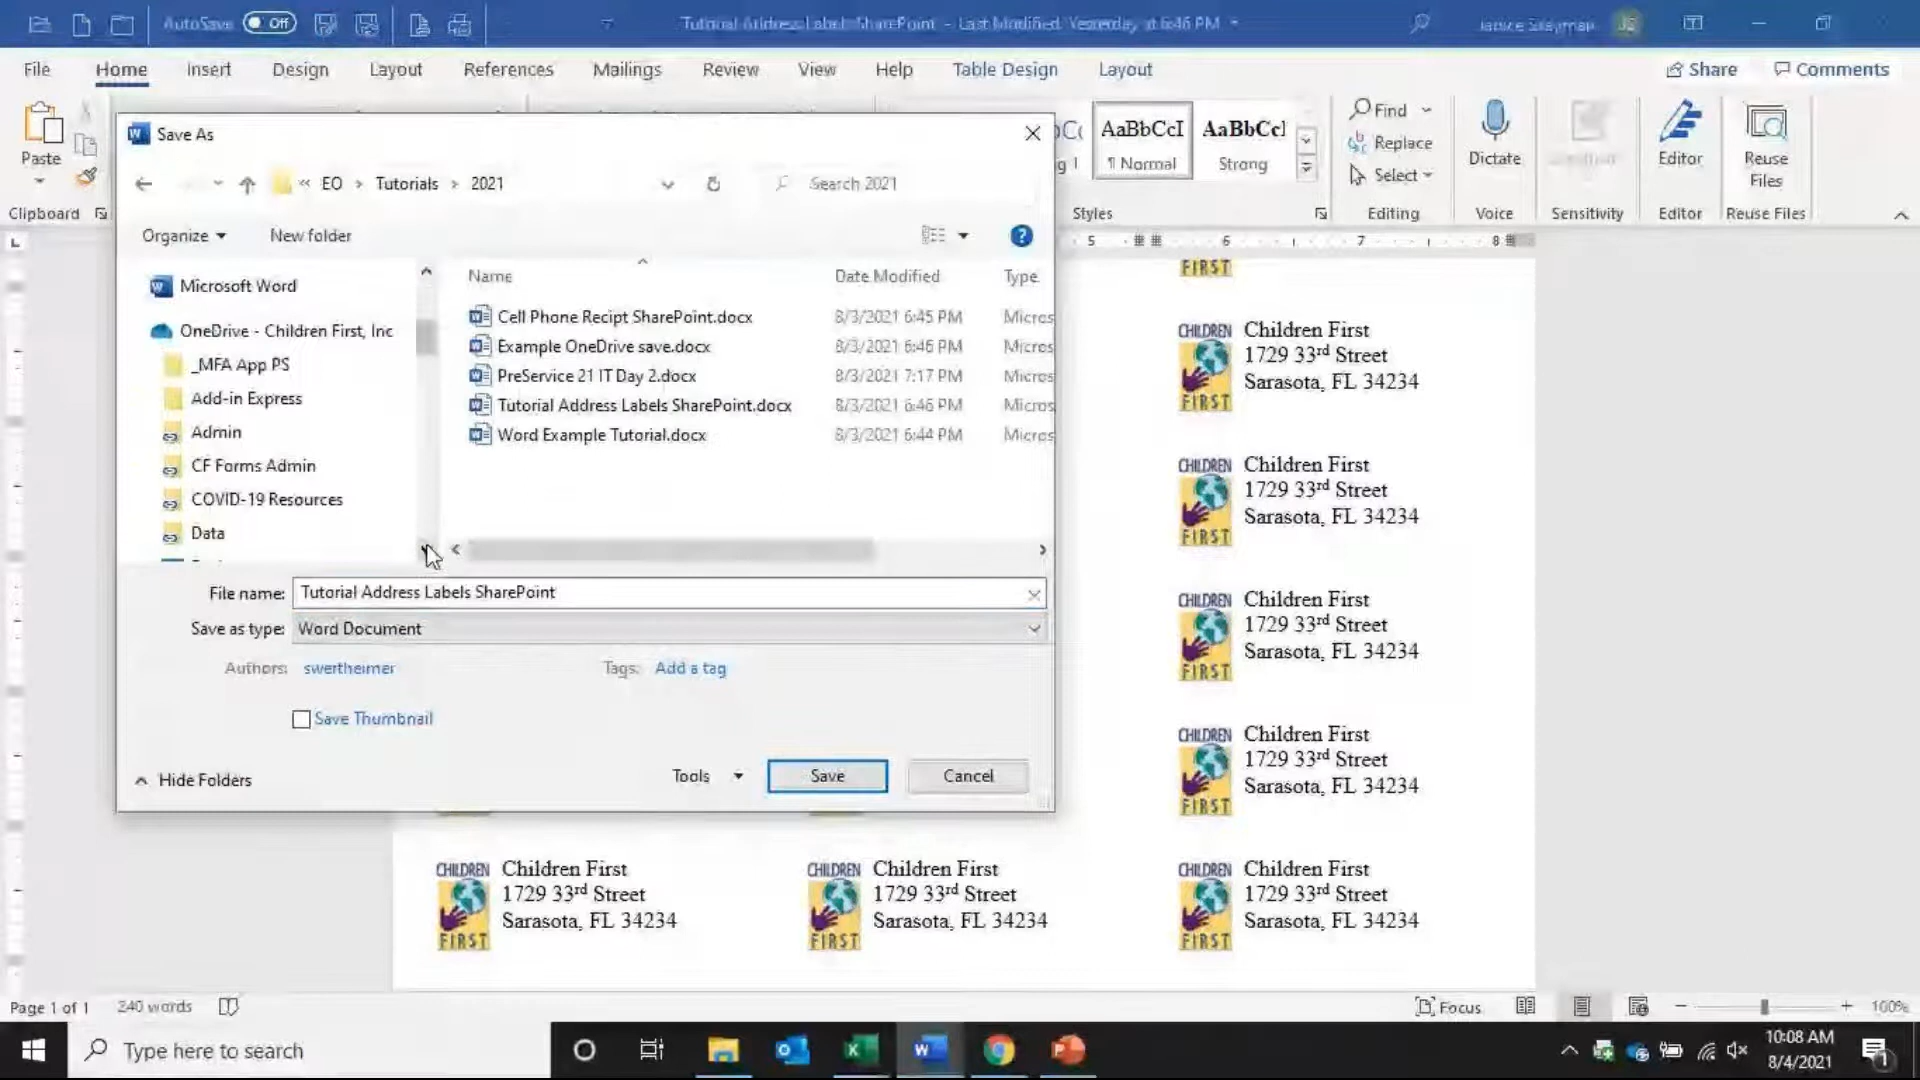 AutoSave Off Tutorial Address Labels SharePoint - Last Modified: Yesterday at 6:46 PM
File Home Insert Design Layout References Mailings Review View Help Table Design Layout Share Comments
Paste
Clipboard
AaBbCcI AaBbCcl
¶ Normal Strong
Styles
Find
Replace
Select
Editing
Dictate
Voice
Sensitivity
Editor
Editor
Reuse
Files
Reuse Files
Save As
« EO > Tutorials > 2021
Search 2021
Organize New folder
Microsoft Word
OneDrive - Children First, Inc
_MFA App PS
Add-in Express
Admin
CF Forms Admin
COVID-19 Resources
Data
Name Date Modified Type
Cell Phone Recipt SharePoint.docx 8/3/2021 6:45 PM Micros
Example OneDrive save.docx 8/3/2021 6:46 PM Micros
PreService 21 IT Day 2.docx 8/3/2021 7:17 PM Micros
Tutorial Address Labels SharePoint.docx 8/3/2021 6:46 PM Micros
Word Example Tutorial.docx 8/3/2021 6:44 PM Micros
File name: Tutorial Address Labels SharePoint
Save as type: Word Document
Authors: swertheimer Tags: Add a tag
Save Thumbnail
Hide Folders Tools Save Cancel
5 6 7 8
FIRST
CHILDREN FIRST
Children First
1729 33rd Street
Sarasota, FL 34234
CHILDREN FIRST
Children First
1729 33rd Street
Sarasota, FL 34234
CHILDREN FIRST
Children First
1729 33rd Street
Sarasota, FL 34234
CHILDREN FIRST
Children First
1729 33rd Street
Sarasota, FL 34234
CHILDREN FIRST
Children First
1729 33rd Street
Sarasota, FL 34234
CHILDREN FIRST
Children First
1729 33rd Street
Sarasota, FL 34234
CHILDREN FIRST
Children First
1729 33rd Street
Sarasota, FL 34234
Page 1 of 1 240 words Focus 100%
Type here to search
10:08 AM
8/4/2021
1